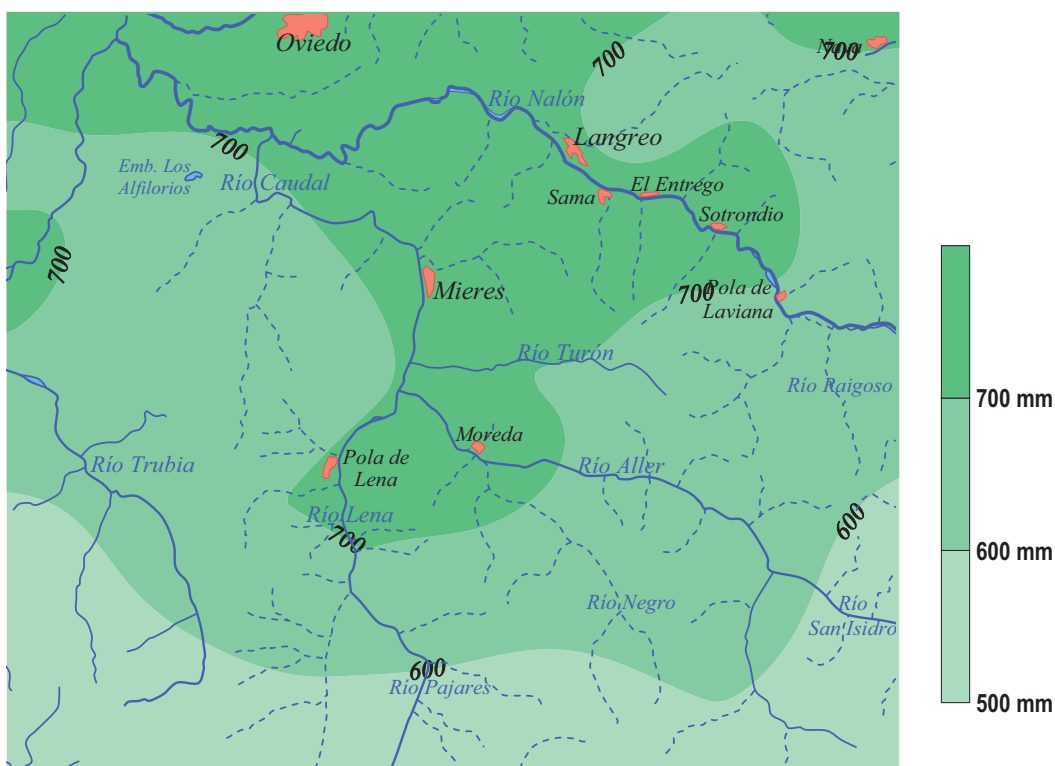 Oviedo
700
Nava
700
Río Nalón
Langreo
700
Emb. Los
Alfilorios
Río Caudal
Sama
El Entrego
Sotrondio
700
Mieres
700
Pola de
Laviana
Río Turón
Río Raigoso
700 mm
Moreda
Río Trubia
Pola de
Lena
Río Aller
Río Lena
700
600
600 mm
Río Negro
Río
San Isidro
600
Río Pajares
500 mm